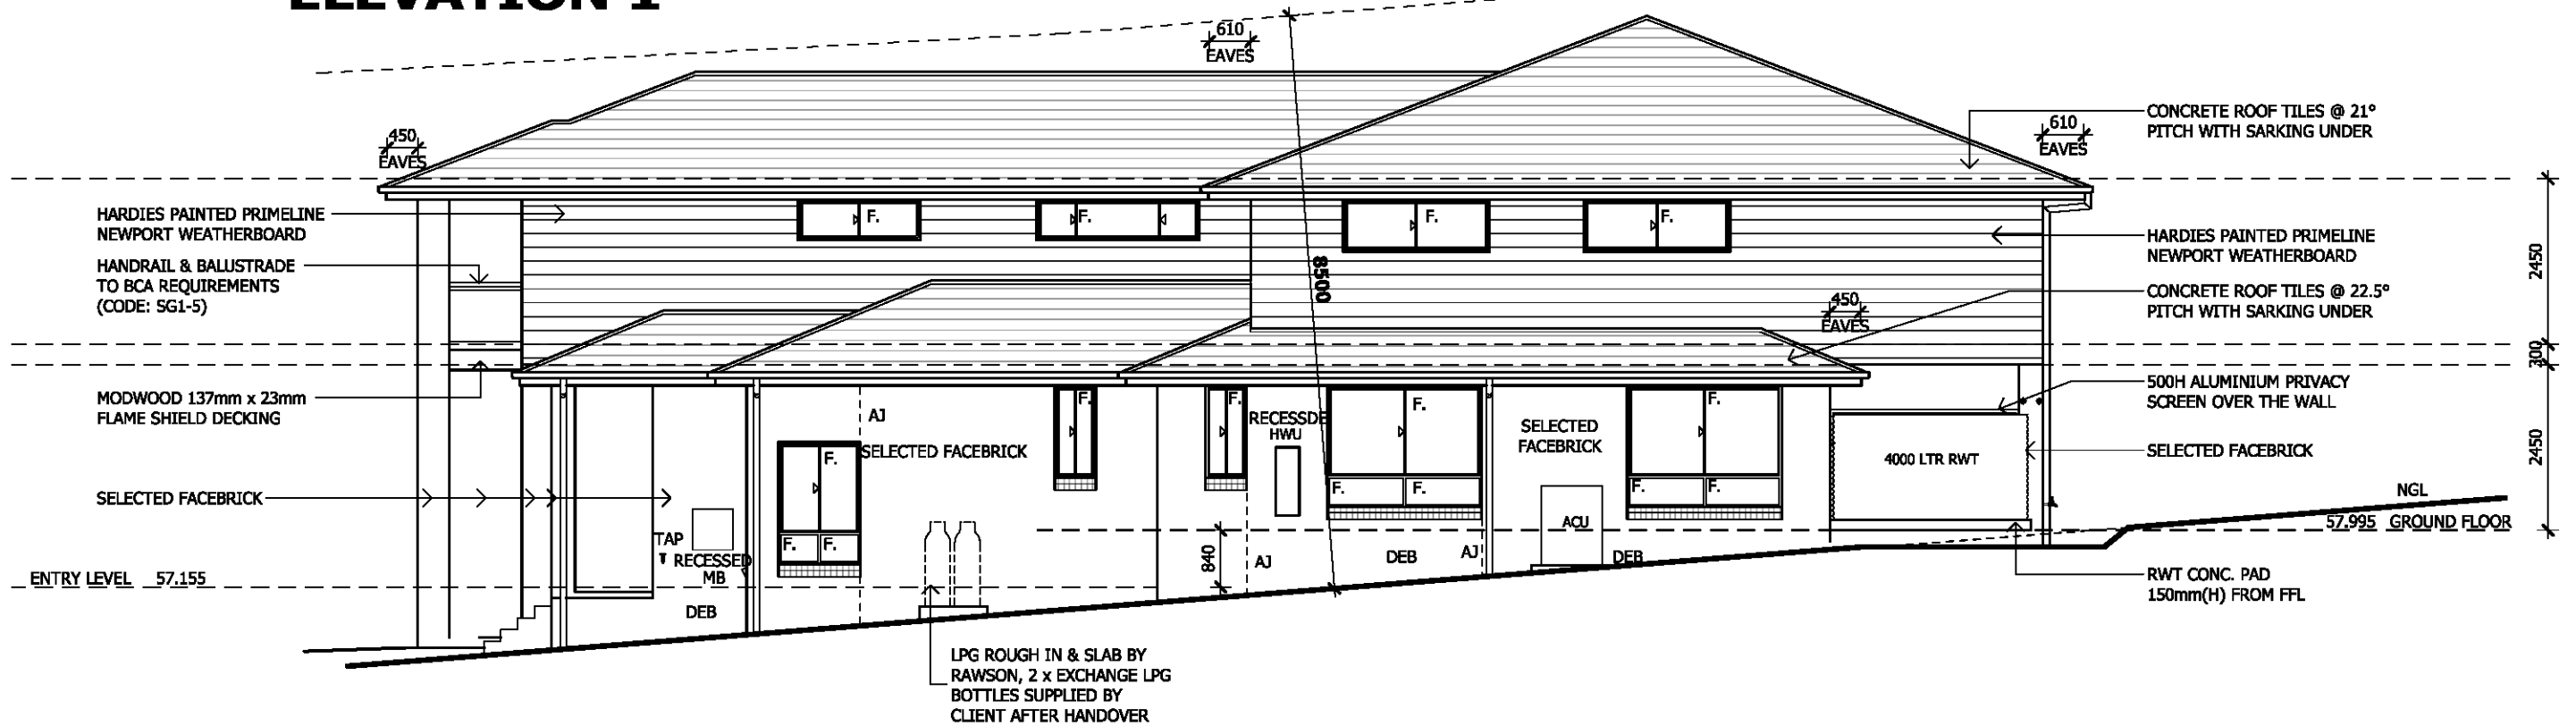 ELEVATION 1
610
EAVES
450
EAVES
610
EAVES
CONCRETE ROOF TILES @ 21°
PITCH WITH SARKING UNDER
HARDIES PAINTED PRIMELINE
NEWPORT WEATHERBOARD
F.
F.
F.
F.
HARDIES PAINTED PRIMELINE
NEWPORT WEATHERBOARD
2450
HANDRAIL & BALUSTRADE
TO BCA REQUIREMENTS
(CODE: SG1-5)
8500
450
EAVES
CONCRETE ROOF TILES @ 22.5°
PITCH WITH SARKING UNDER
300
MODWOOD 137mm x 23mm
FLAME SHIELD DECKING
500H ALUMINIUM PRIVACY
SCREEN OVER THE WALL
AJ
F.
F.
F.
F.
RECESSDE
HWU
SELECTED
FACEBRICK
SELECTED FACEBRICK
F.
4000 LTR RWT
SELECTED FACEBRICK
2450
SELECTED FACEBRICK
F.
F.
F.
F.
NGL
57.995 GROUND FLOOR
ACU
TAP
F.
F.
RECESSED
MB
840
AJ
DEB
AJ
DEB
ENTRY LEVEL 57.155
DEB
RWT CONC. PAD
150mm(H) FROM FFL
LPG ROUGH IN & SLAB BY
RAWSON, 2 x EXCHANGE LPG
BOTTLES SUPPLIED BY
CLIENT AFTER HANDOVER